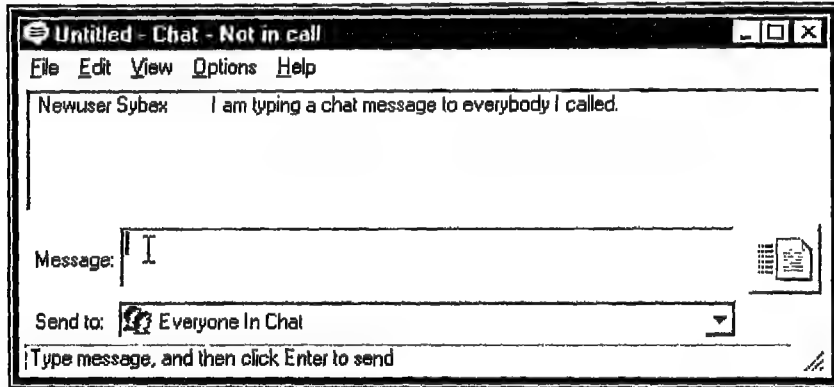 Untitled - Chat - Not in call
File Edit View Options Help
Newuser Sybex I am typing a chat message to everybody I called.
Message:
Send to: Everyone In Chat
Type message, and then click Enter to send